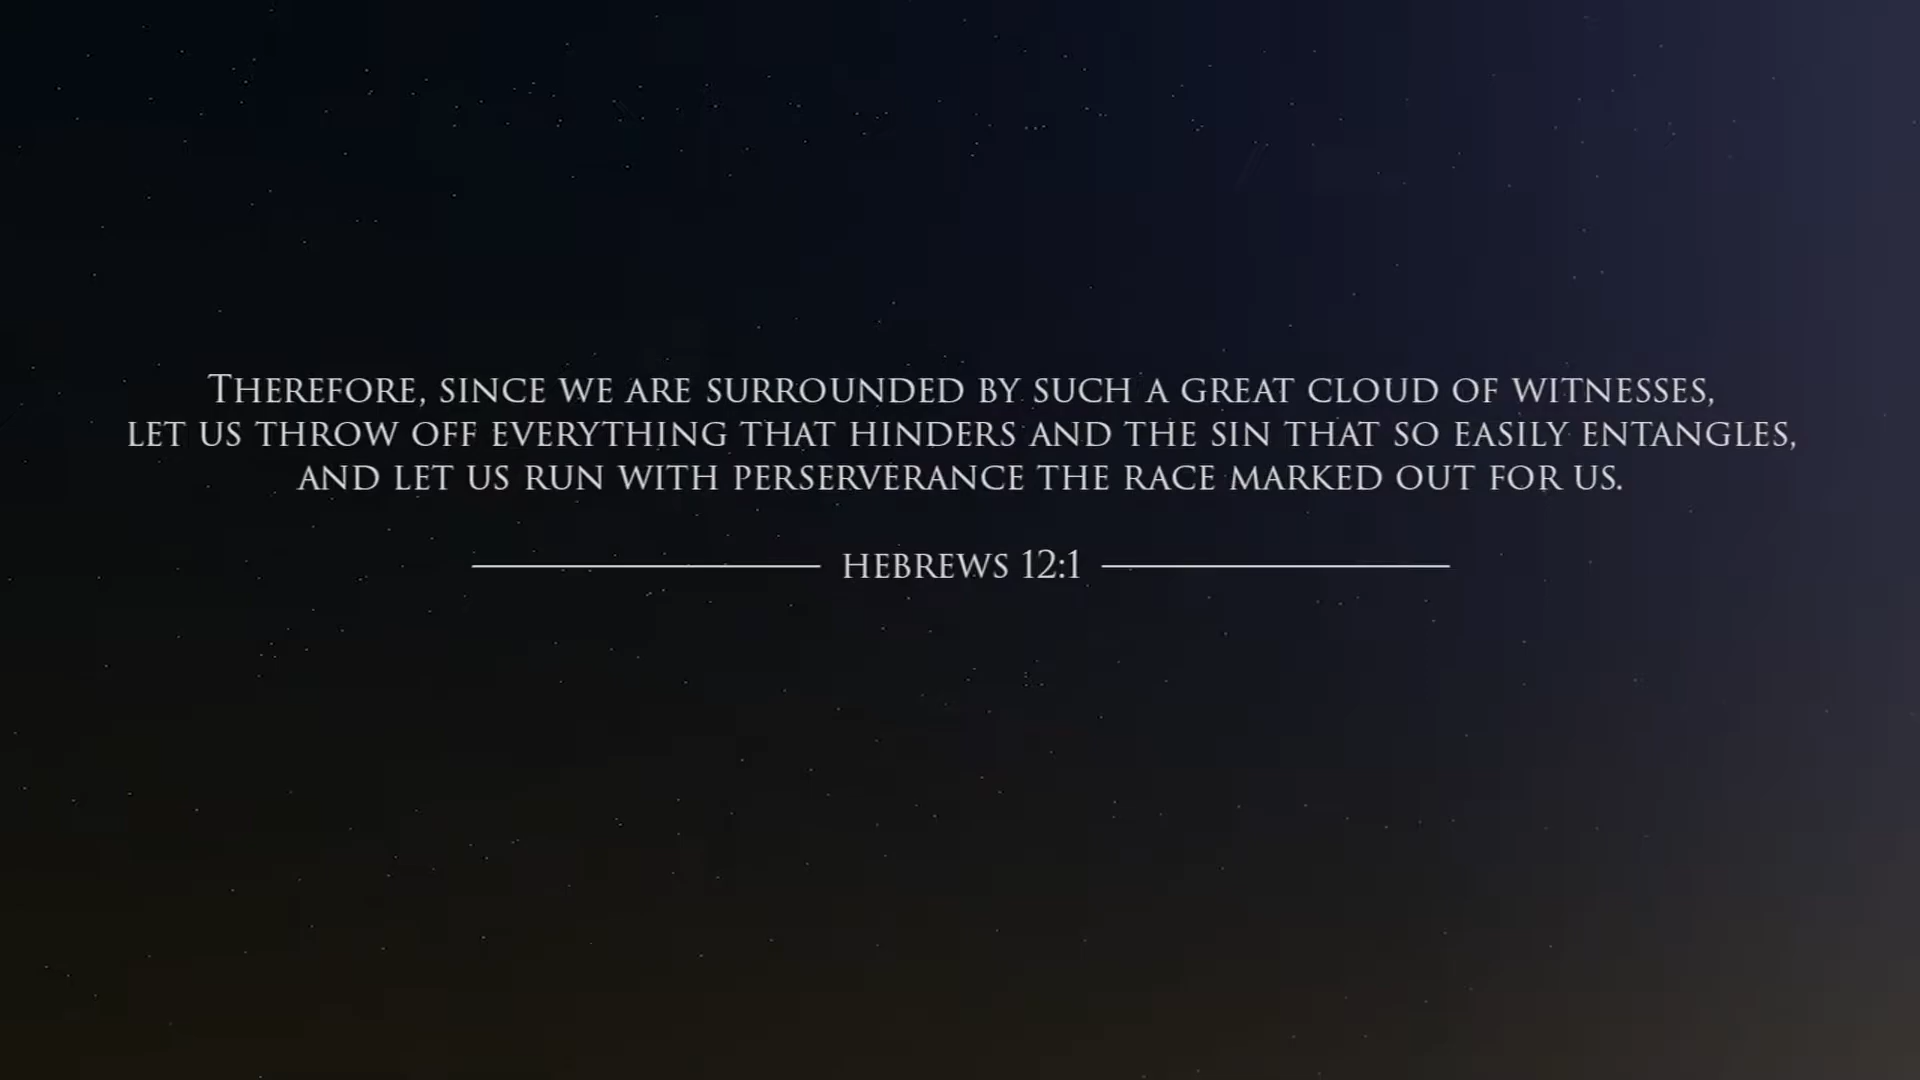 Therefore, since we are surrounded by such a great cloud of witnesses,
let us throw off everything that hinders and the sin that so easily entangles,
and let us run with perserverance the race marked out for us.
Hebrews 12:1